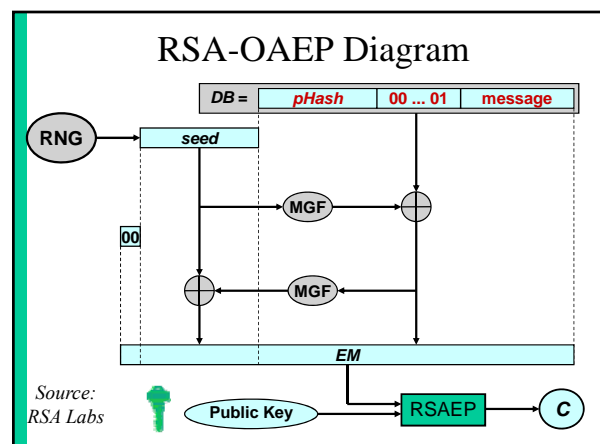 RSA-OAEP Diagram
DB = pHash 00 ... 01 message
RNG
seed
MGF
00
MGF
EM
Source:
RSA Labs
Public Key
RSAEP
C